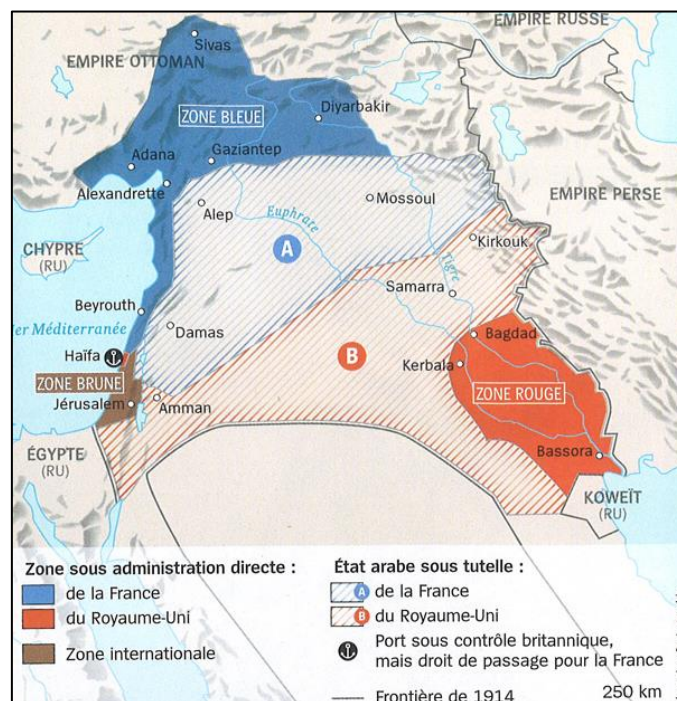 EMPIRE RUSSE
Sivas
EMPIRE OTTOMAN
Diyarbakir
ZONE BLEUE
Adana
Gaziantep
Alexandrette
EMPIRE PERSE
Alep
Mossoul
Euphrate
CHYPRE
(RU)
A
Kirkouk
Tigre
Samarra
Beyrouth
Méditerranée
Damas
Bagdad
Haïfa
B
Kerbala
ZONE BRUNE
ZONE ROUGE
Jérusalem
Amman
ÉGYPTE
(RU)
Bassora
KOWEÏT
(RU)
Zone sous administration directe :
de la France
du Royaume-Uni
Zone internationale
État arabe sous tutelle :
A de la France
B du Royaume-Uni
Port sous contrôle britannique,
mais droit de passage pour la France
Frontière de 1914
250 km